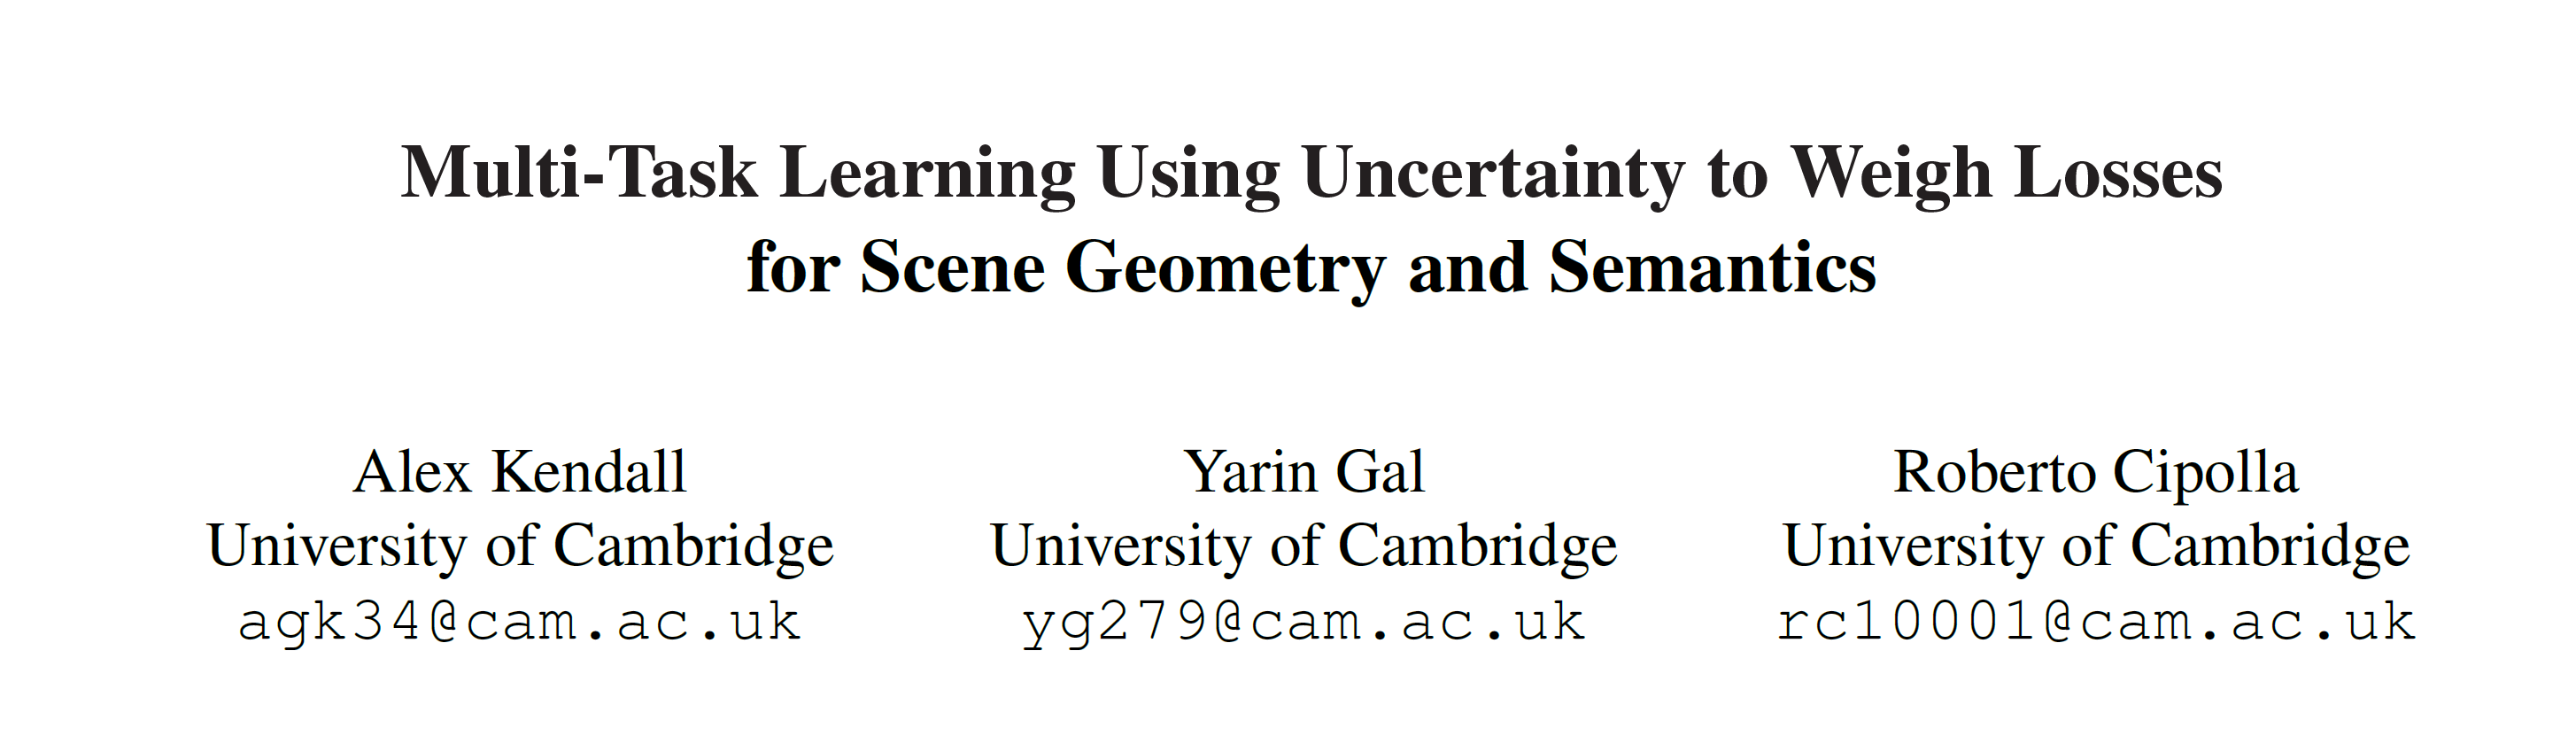 Multi-Task Learning Using Uncertainty to Weigh Losses
for Scene Geometry and Semantics
Alex Kendall
University of Cambridge
agk34@cam.ac.uk
Yarin Gal
University of Cambridge
yg279@cam.ac.uk
Roberto Cipolla
University of Cambridge
rc10001@cam.ac.uk